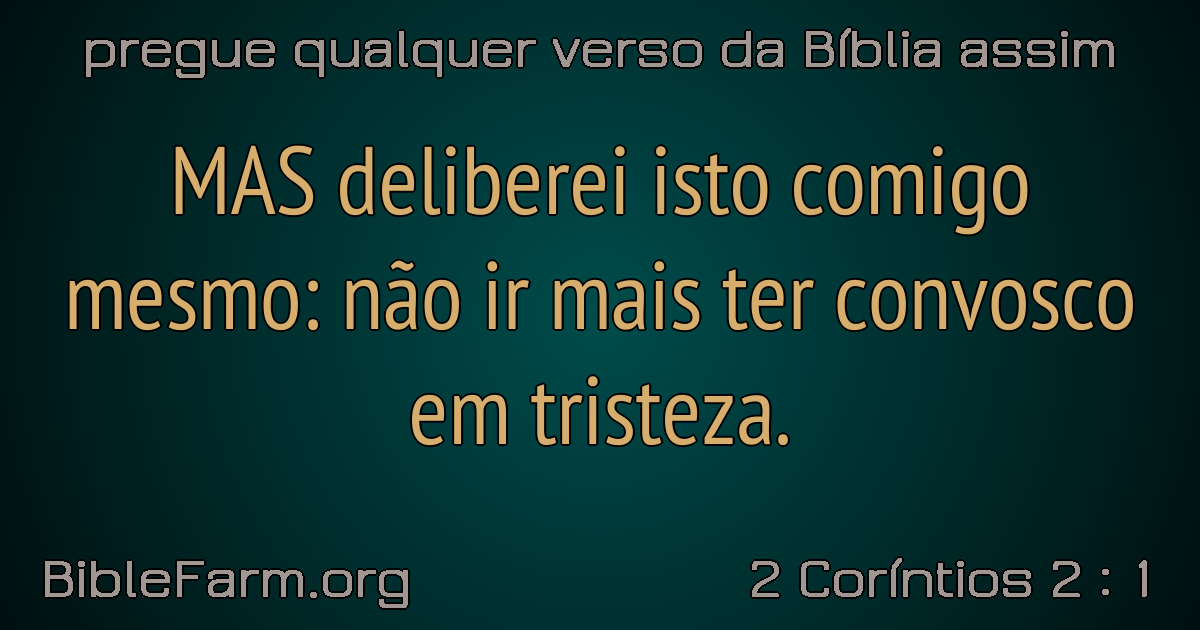 pregue qualquer verso da Bíblia assim
MAS deliberei isto comigo
mesmo: não ir mais ter convosco
em tristeza.
BibleFarm.org
2 Coríntios 2 : 1